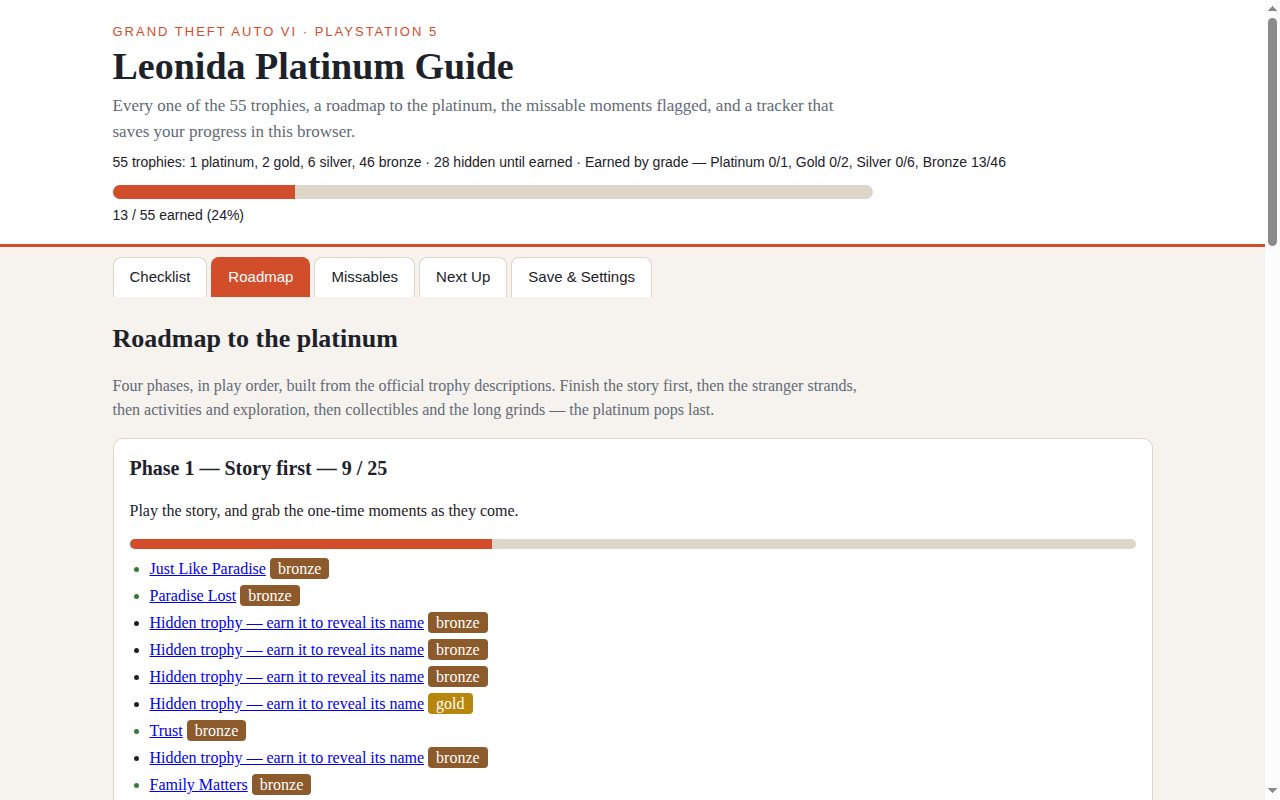 GRAND THEFT AUTO VI · PLAYSTATION 5
Leonida Platinum Guide
Every one of the 55 trophies, a roadmap to the platinum, the missable moments flagged, and a tracker that
saves your progress in this browser.
55 trophies: 1 platinum, 2 gold, 6 silver, 46 bronze · 28 hidden until earned · Earned by grade — Platinum 0/1, Gold 0/2, Silver 0/6, Bronze 13/46
13 / 55 earned (24%)
Checklist Roadmap Missables Next Up Save & Settings
Roadmap to the platinum
Four phases, in play order, built from the official trophy descriptions. Finish the story first, then the stranger strands,
then activities and exploration, then collectibles and the long grinds — the platinum pops last.
Phase 1 — Story first — 9 / 25
Play the story, and grab the one-time moments as they come.
Just Like Paradise bronze
Paradise Lost bronze
Hidden trophy — earn it to reveal its name bronze
Hidden trophy — earn it to reveal its name bronze
Hidden trophy — earn it to reveal its name bronze
Hidden trophy — earn it to reveal its name gold
Trust bronze
Hidden trophy — earn it to reveal its name bronze
Family Matters bronze